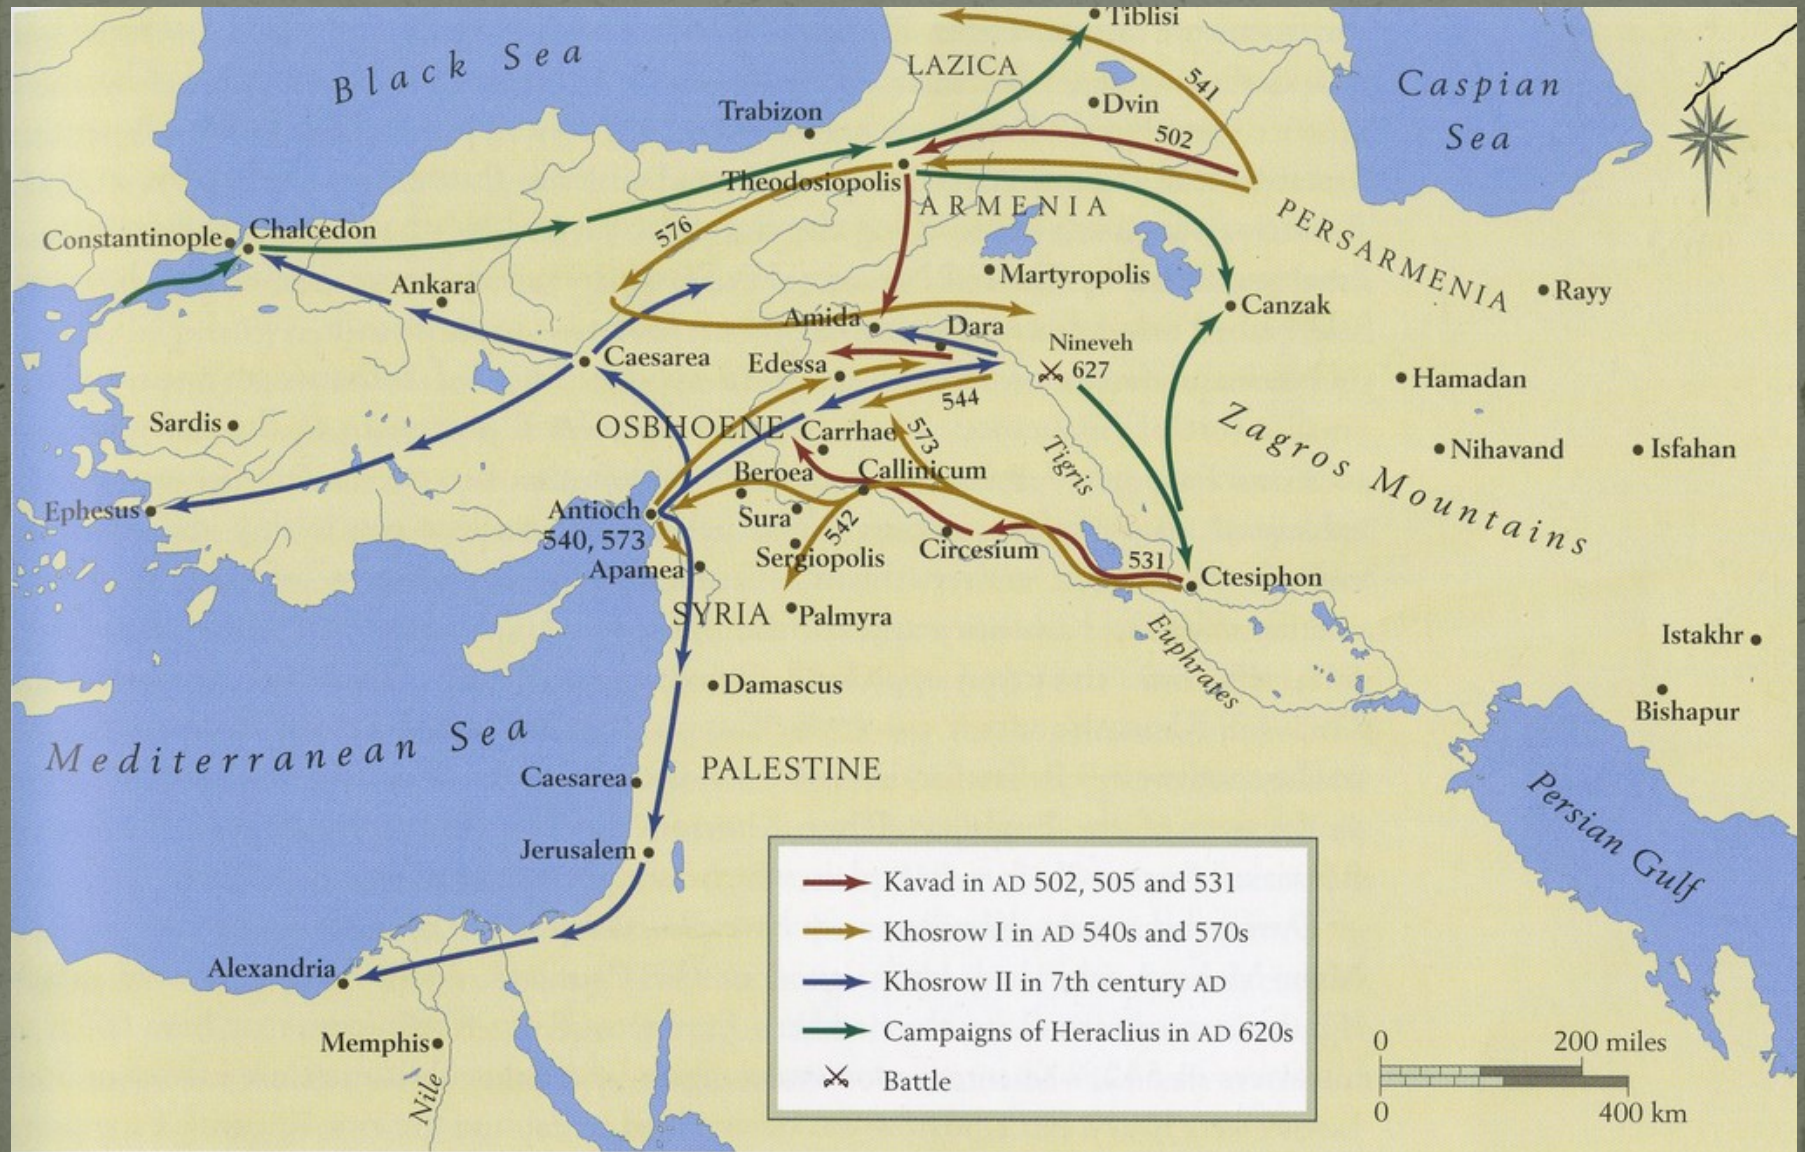 Tiblisi
Black Sea
LAZICA
541
Caspian
Sea
N
Trabizon
Dvin
502
Theodosiopolis
ARMENIA
Constantinople
Chalcedon
576
PERSARMENIA
Ankara
Martyropolis
Rayy
Canzak
Amida
Dara
Caesarea
Edessa
Nineveh
627
Hamadan
544
Sardis
OSBHOENE
Carrhae
573
Zagros Mountains
Nihavand
Isfahan
Tigris
Beroea
Callinicum
Ephesus
Antioch
540, 573
Sura
542
Sergiopolis
Circesium
531
Apamea
Ctesiphon
SYRIA
Palmyra
Euphrates
Istakhr
Damascus
Bishapur
Mediterranean Sea
Caesarea
PALESTINE
Persian Gulf
Jerusalem
Kavad in AD 502, 505 and 531
Khosrow I in AD 540s and 570s
Khosrow II in 7th century AD
Campaigns of Heraclius in AD 620s
Battle
Alexandria
Memphis
Nile
0 200 miles
0 400 km